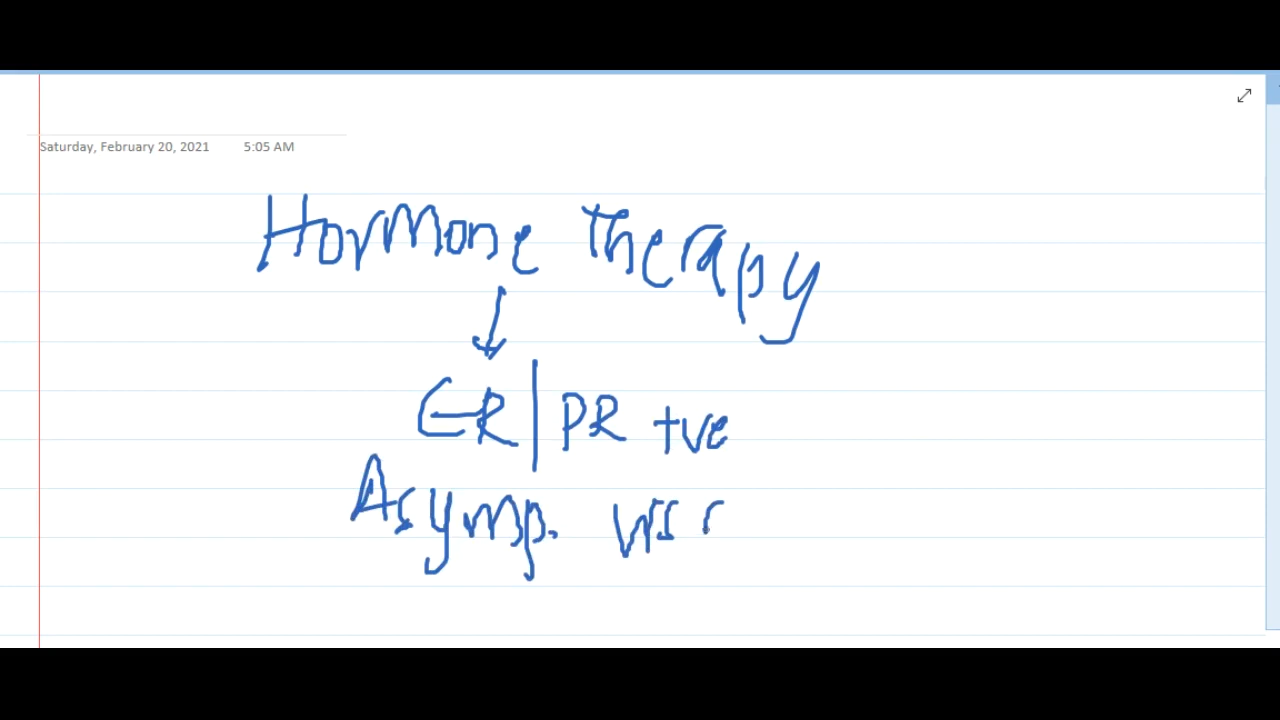 Saturday, February 20, 2021 5:05 AM
Hormone Therapy
ER | PR +ve
Asymp.